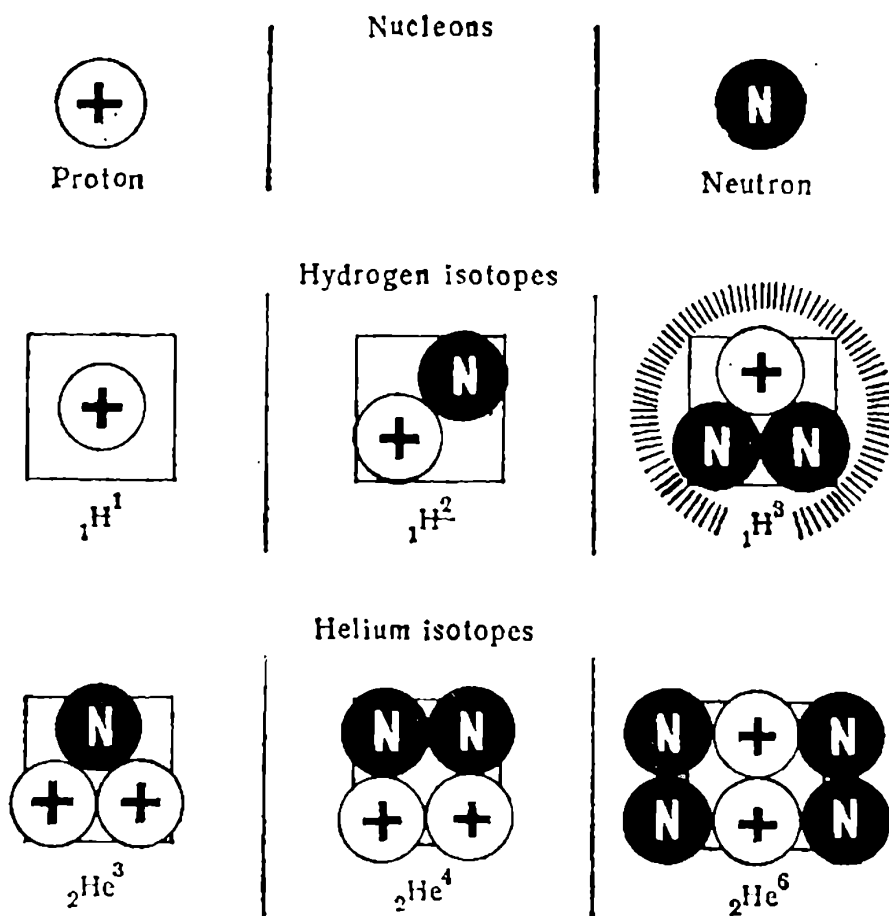 Nucleons
+ N
Proton Neutron
Hydrogen isotopes
+ N + + N N
₁H¹ ₁H² ₁H³
Helium isotopes
N N N N + N
+ + + + N + N
₂He³ ₂He⁴ ₂He⁶